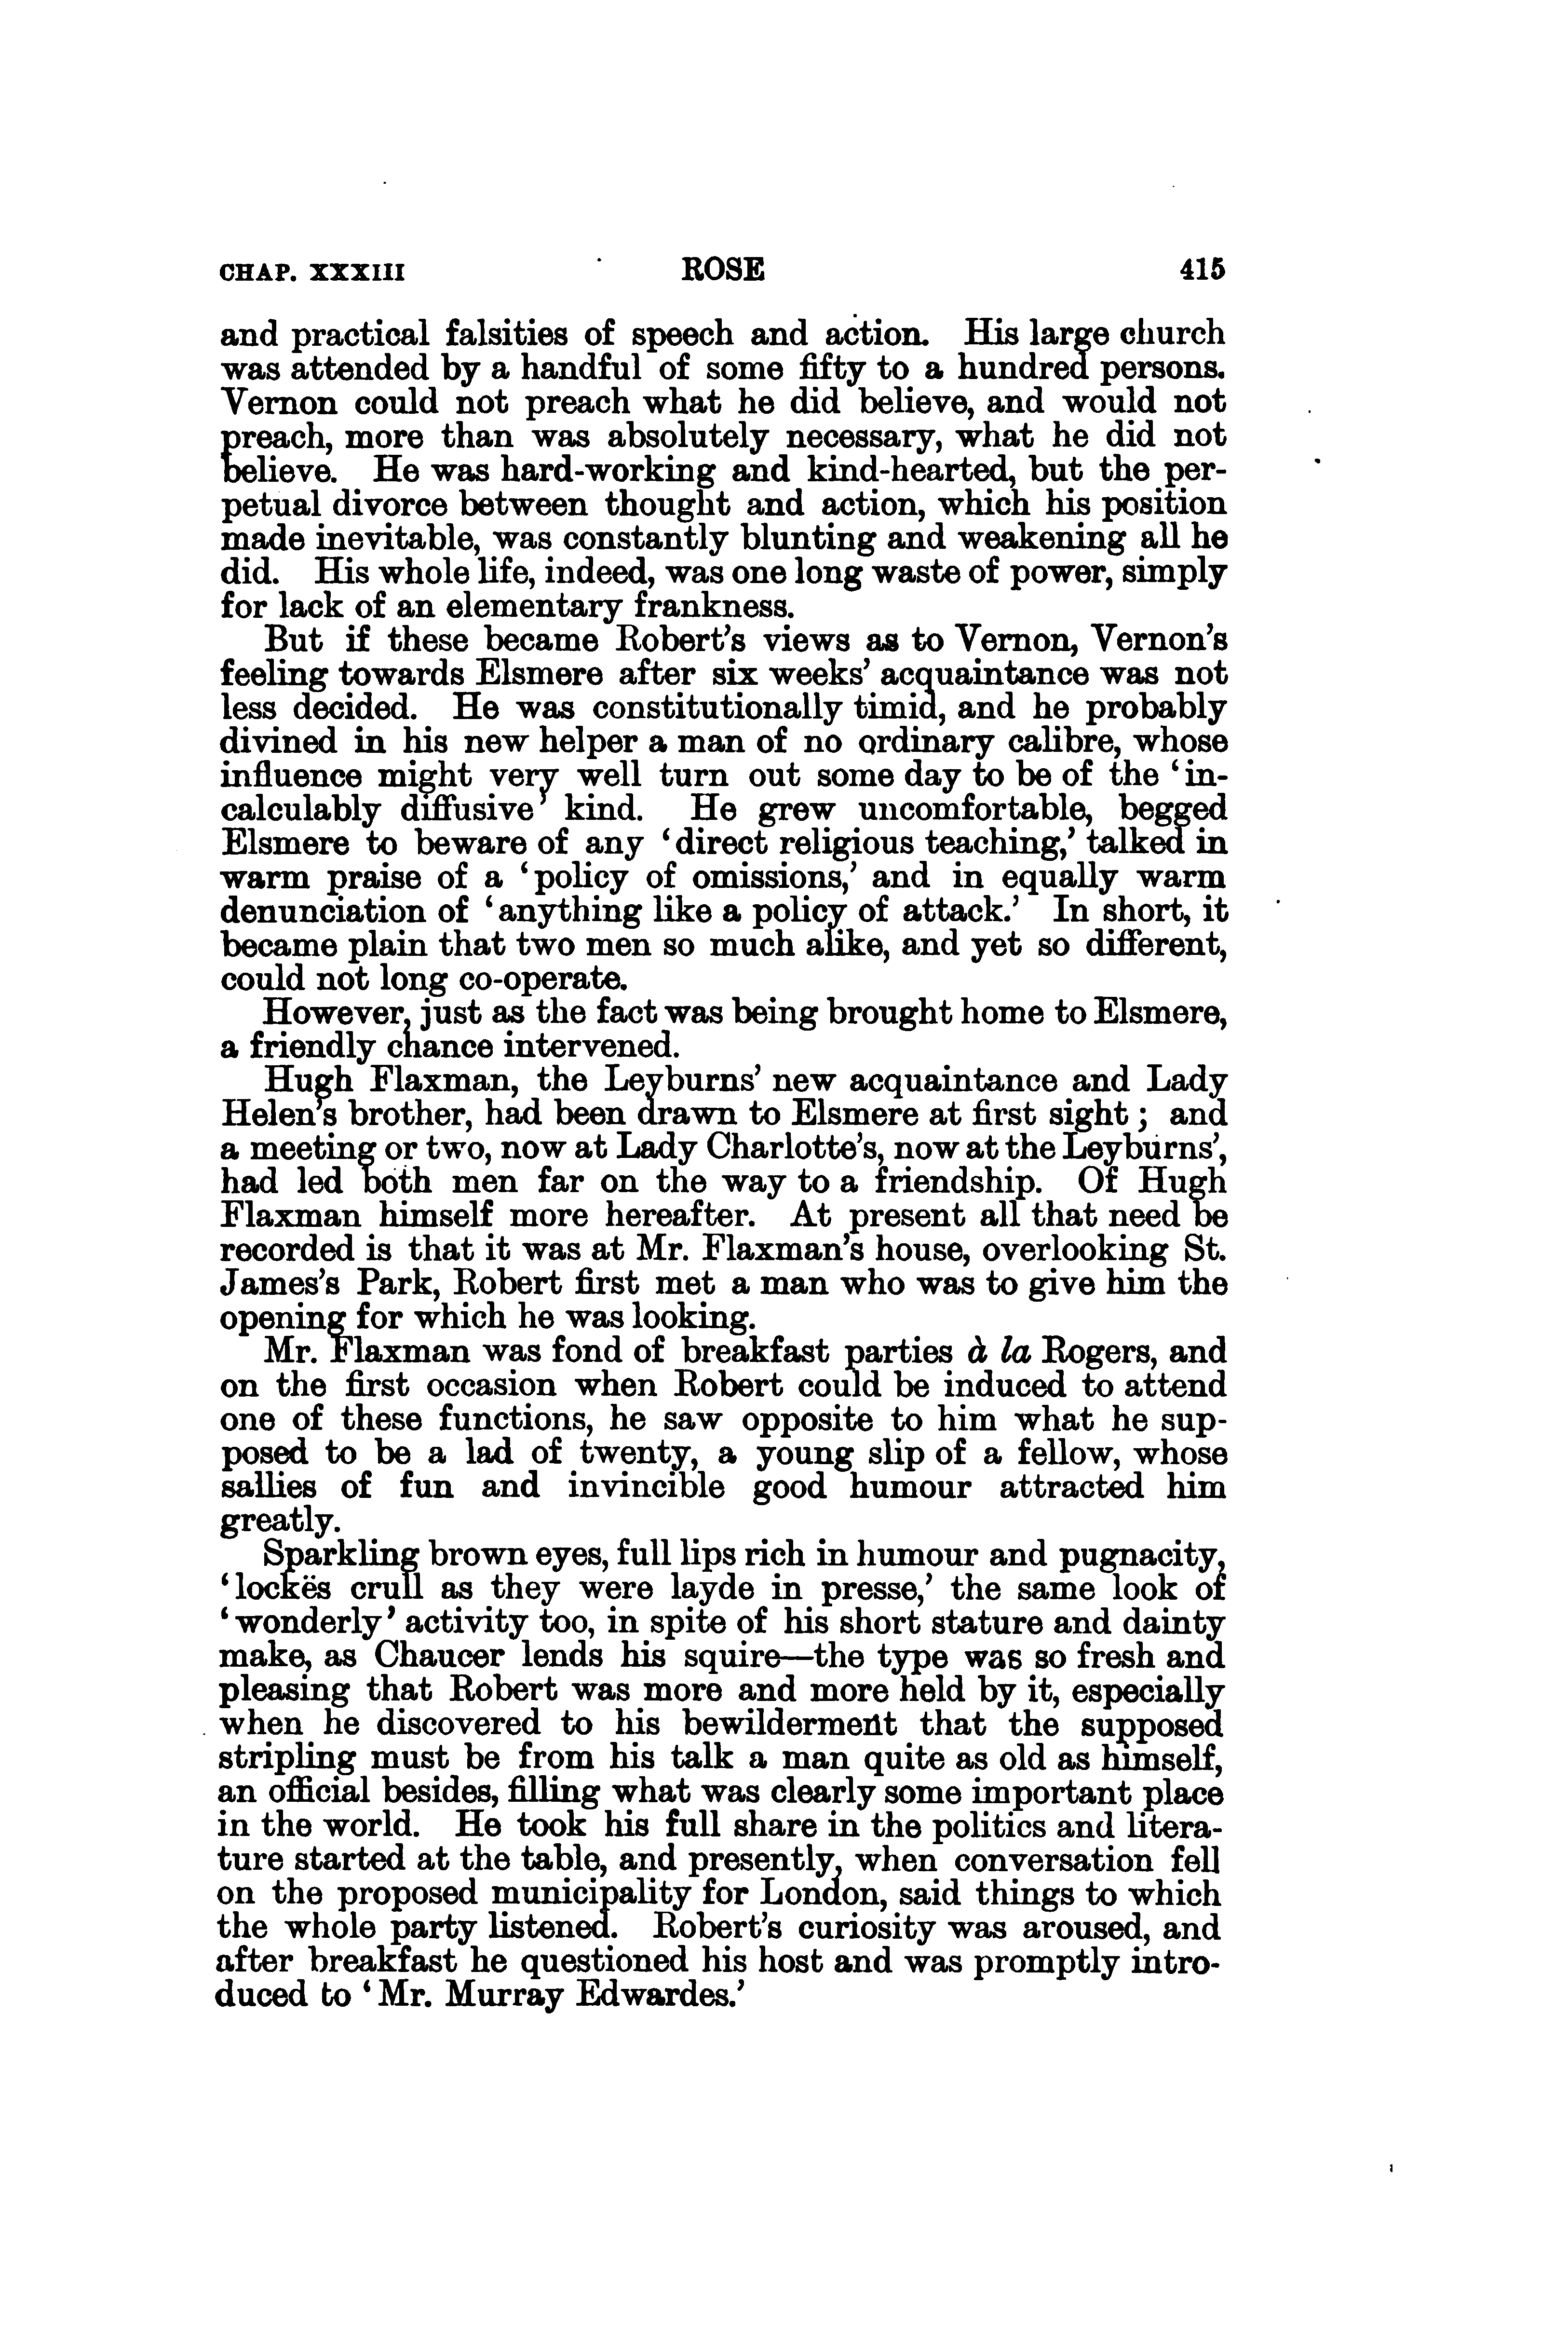 CHAP. XXXIII ROSE 415
and practical falsities of speech and action. His large church
was attended by a handful of some fifty to a hundred persons.
Vernon could not preach what he did believe, and would not
preach, more than was absolutely necessary, what he did not
believe. He was hard-working and kind-hearted, but the per-
petual divorce between thought and action, which his position
made inevitable, was constantly blunting and weakening all he
did. His whole life, indeed, was one long waste of power, simply
for lack of an elementary frankness.
But if these became Robert's views as to Vernon, Vernon's
feeling towards Elsmere after six weeks' acquaintance was not
less decided. He was constitutionally timid, and he probably
divined in his new helper a man of no ordinary calibre, whose
influence might very well turn out some day to be of the 'in-
calculably diffusive' kind. He grew uncomfortable, begged
Elsmere to beware of any 'direct religious teaching,' talked in
warm praise of a 'policy of omissions,' and in equally warm
denunciation of 'anything like a policy of attack.' In short, it
became plain that two men so much alike, and yet so different,
could not long co-operate.
However, just as the fact was being brought home to Elsmere,
a friendly chance intervened.
Hugh Flaxman, the Leyburns' new acquaintance and Lady
Helen's brother, had been drawn to Elsmere at first sight; and
a meeting or two, now at Lady Charlotte's, now at the Leyburns',
had led both men far on the way to a friendship. Of Hugh
Flaxman himself more hereafter. At present all that need be
recorded is that it was at Mr. Flaxman's house, overlooking St.
James's Park, Robert first met a man who was to give him the
opening for which he was looking.
Mr. Flaxman was fond of breakfast parties à la Rogers, and
on the first occasion when Robert could be induced to attend
one of these functions, he saw opposite to him what he sup-
posed to be a lad of twenty, a young slip of a fellow, whose
sallies of fun and invincible good humour attracted him
greatly.
Sparkling brown eyes, full lips rich in humour and pugnacity,
'lockës crull as they were layde in presse,' the same look of
'wonderly' activity too, in spite of his short stature and dainty
make, as Chaucer lends his squire—the type was so fresh and
pleasing that Robert was more and more held by it, especially
when he discovered to his bewilderment that the supposed
stripling must be from his talk a man quite as old as himself,
an official besides, filling what was clearly some important place
in the world. He took his full share in the politics and litera-
ture started at the table, and presently, when conversation fell
on the proposed municipality for London, said things to which
the whole party listened. Robert's curiosity was aroused, and
after breakfast he questioned his host and was promptly intro-
duced to 'Mr. Murray Edwardes.'